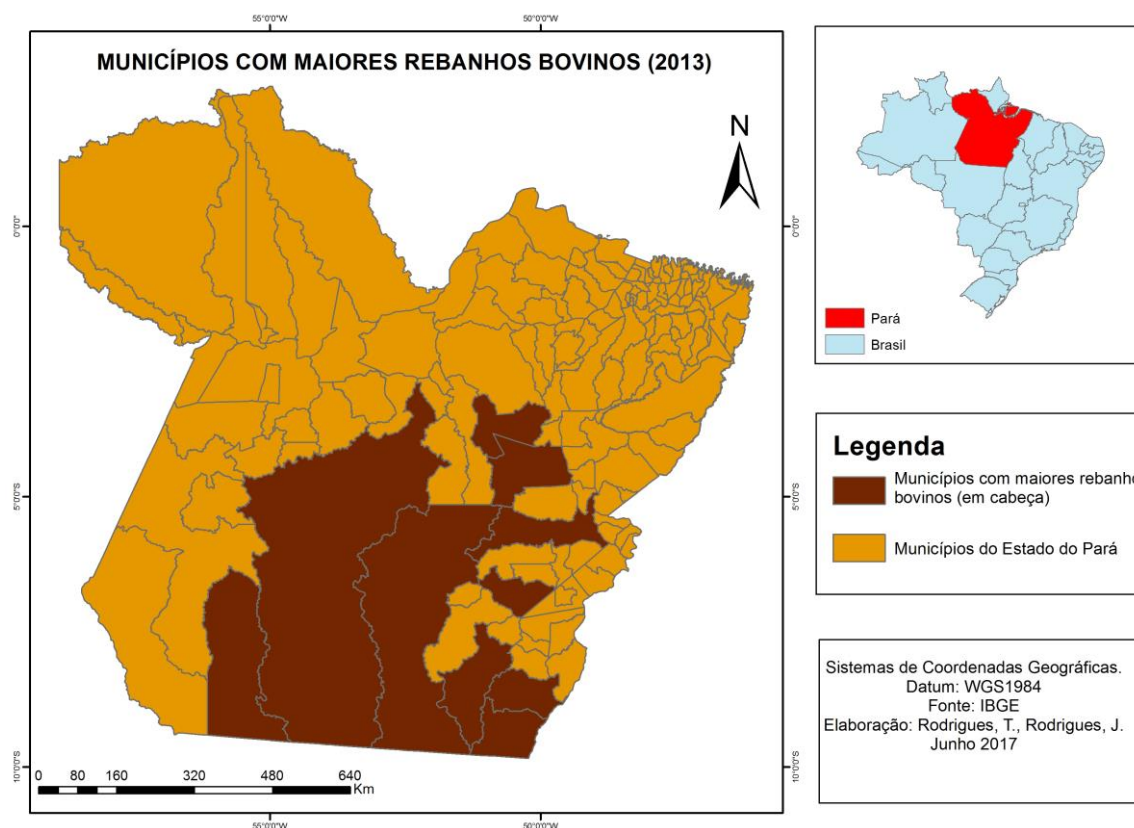 55°0'0"W
50°0'0"W
MUNICÍPIOS COM MAIORES REBANHOS BOVINOS (2013)
N
0°0'0"
0°0'0"
5°0'0"S
5°0'0"S
10°0'0"S
10°0'0"S
0 80 160 320 480 640
Km
55°0'0"W
50°0'0"W
Pará
Brasil
Legenda
Municípios com maiores rebanho
bovinos (em cabeça)
Municípios do Estado do Pará
Sistemas de Coordenadas Geográficas.
Datum: WGS1984
Fonte: IBGE
Elaboração: Rodrigues, T., Rodrigues, J.
Junho 2017